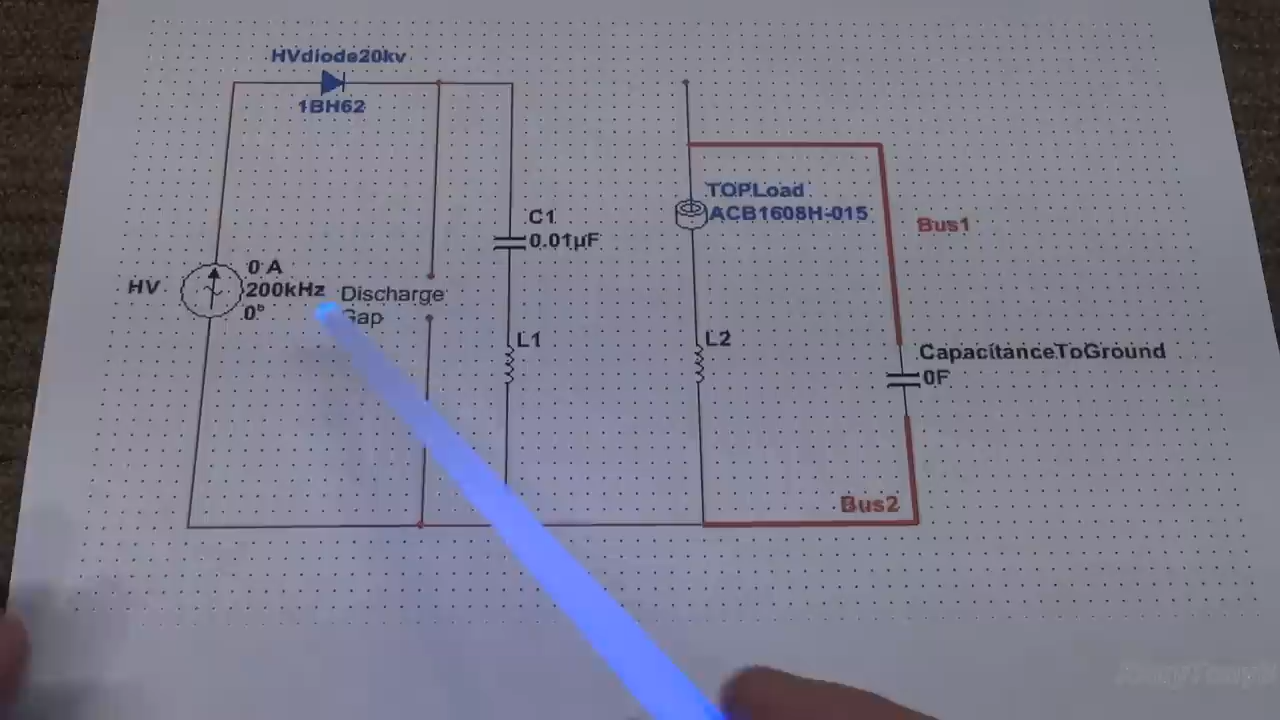 HVdiode20kv
1BH62
HV
0 A
200kHz
0°
Discharge
Gap
C1
0.01µF
L1
TOPLoad
ACB1608H-015
L2
Bus1
CapacitanceToGround
0F
Bus2